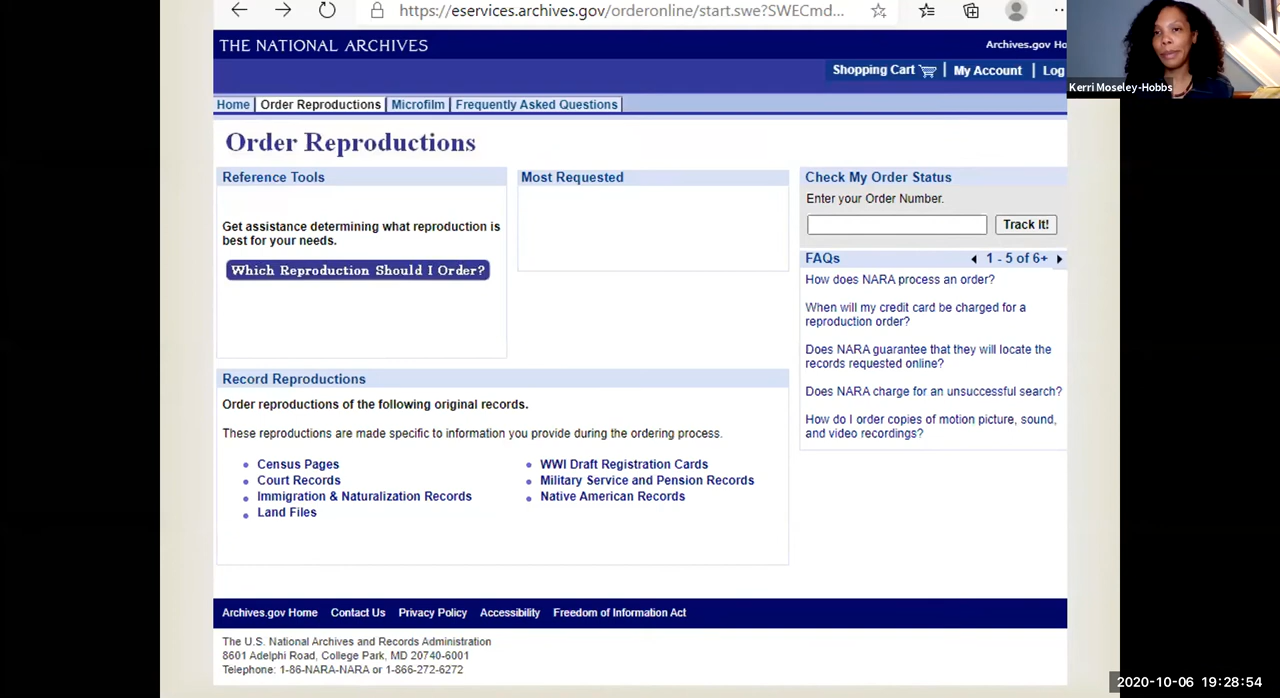 https://eservices.archives.gov/orderonline/start.swe?SWECmd...
THE NATIONAL ARCHIVES
Archives.gov Ho
Shopping Cart | My Account | Log
Kerri Moseley-Hobbs
Home | Order Reproductions | Microfilm | Frequently Asked Questions
Order Reproductions
Reference Tools
Get assistance determining what reproduction is
best for your needs.
Which Reproduction Should I Order?
Most Requested
Check My Order Status
Enter your Order Number.
Track It!
FAQs
1 - 5 of 6+
How does NARA process an order?
When will my credit card be charged for a
reproduction order?
Does NARA guarantee that they will locate the
records requested online?
Does NARA charge for an unsuccessful search?
How do I order copies of motion picture, sound,
and video recordings?
Record Reproductions
Order reproductions of the following original records.
These reproductions are made specific to information you provide during the ordering process.
Census Pages
Court Records
Immigration & Naturalization Records
Land Files
WWI Draft Registration Cards
Military Service and Pension Records
Native American Records
Archives.gov Home Contact Us Privacy Policy Accessibility Freedom of Information Act
The U.S. National Archives and Records Administration
8601 Adelphi Road, College Park, MD 20740-6001
Telephone: 1-86-NARA-NARA or 1-866-272-6272
2020-10-06 19:28:54